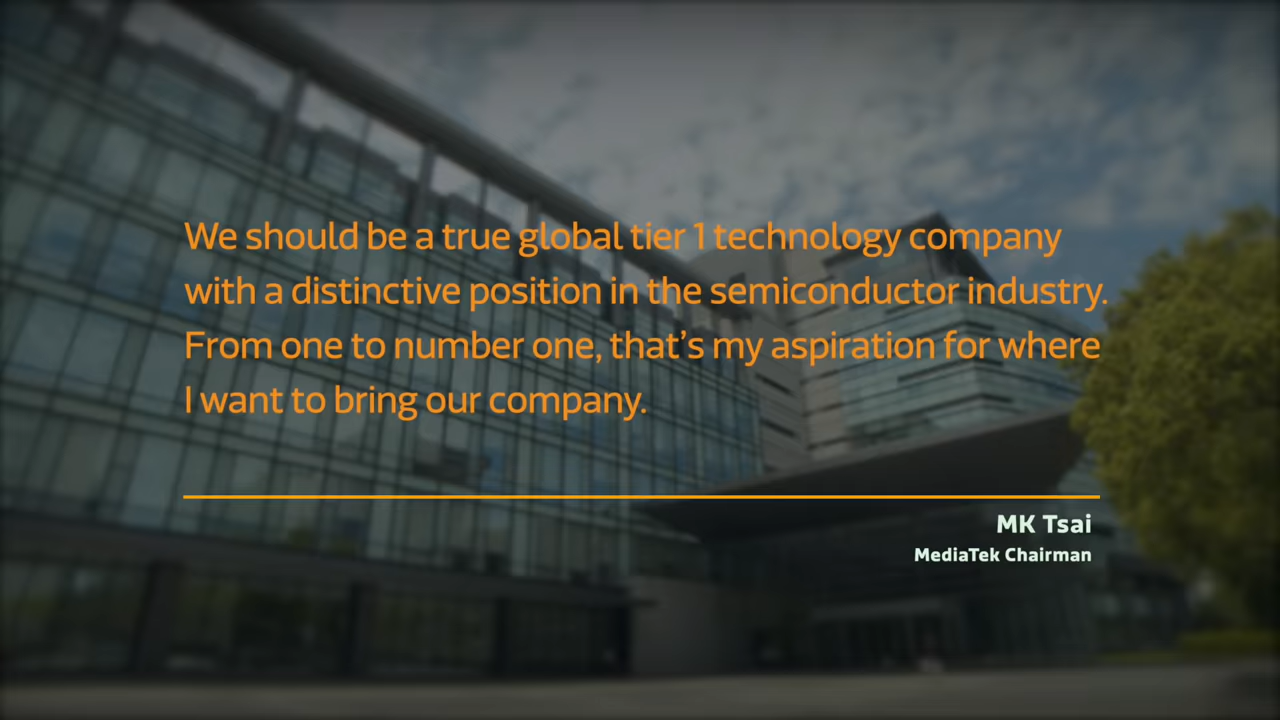 We should be a true global tier 1 technology company
with a distinctive position in the semiconductor industry.
From one to number one, that’s my aspiration for where
I want to bring our company.
MK Tsai
MediaTek Chairman